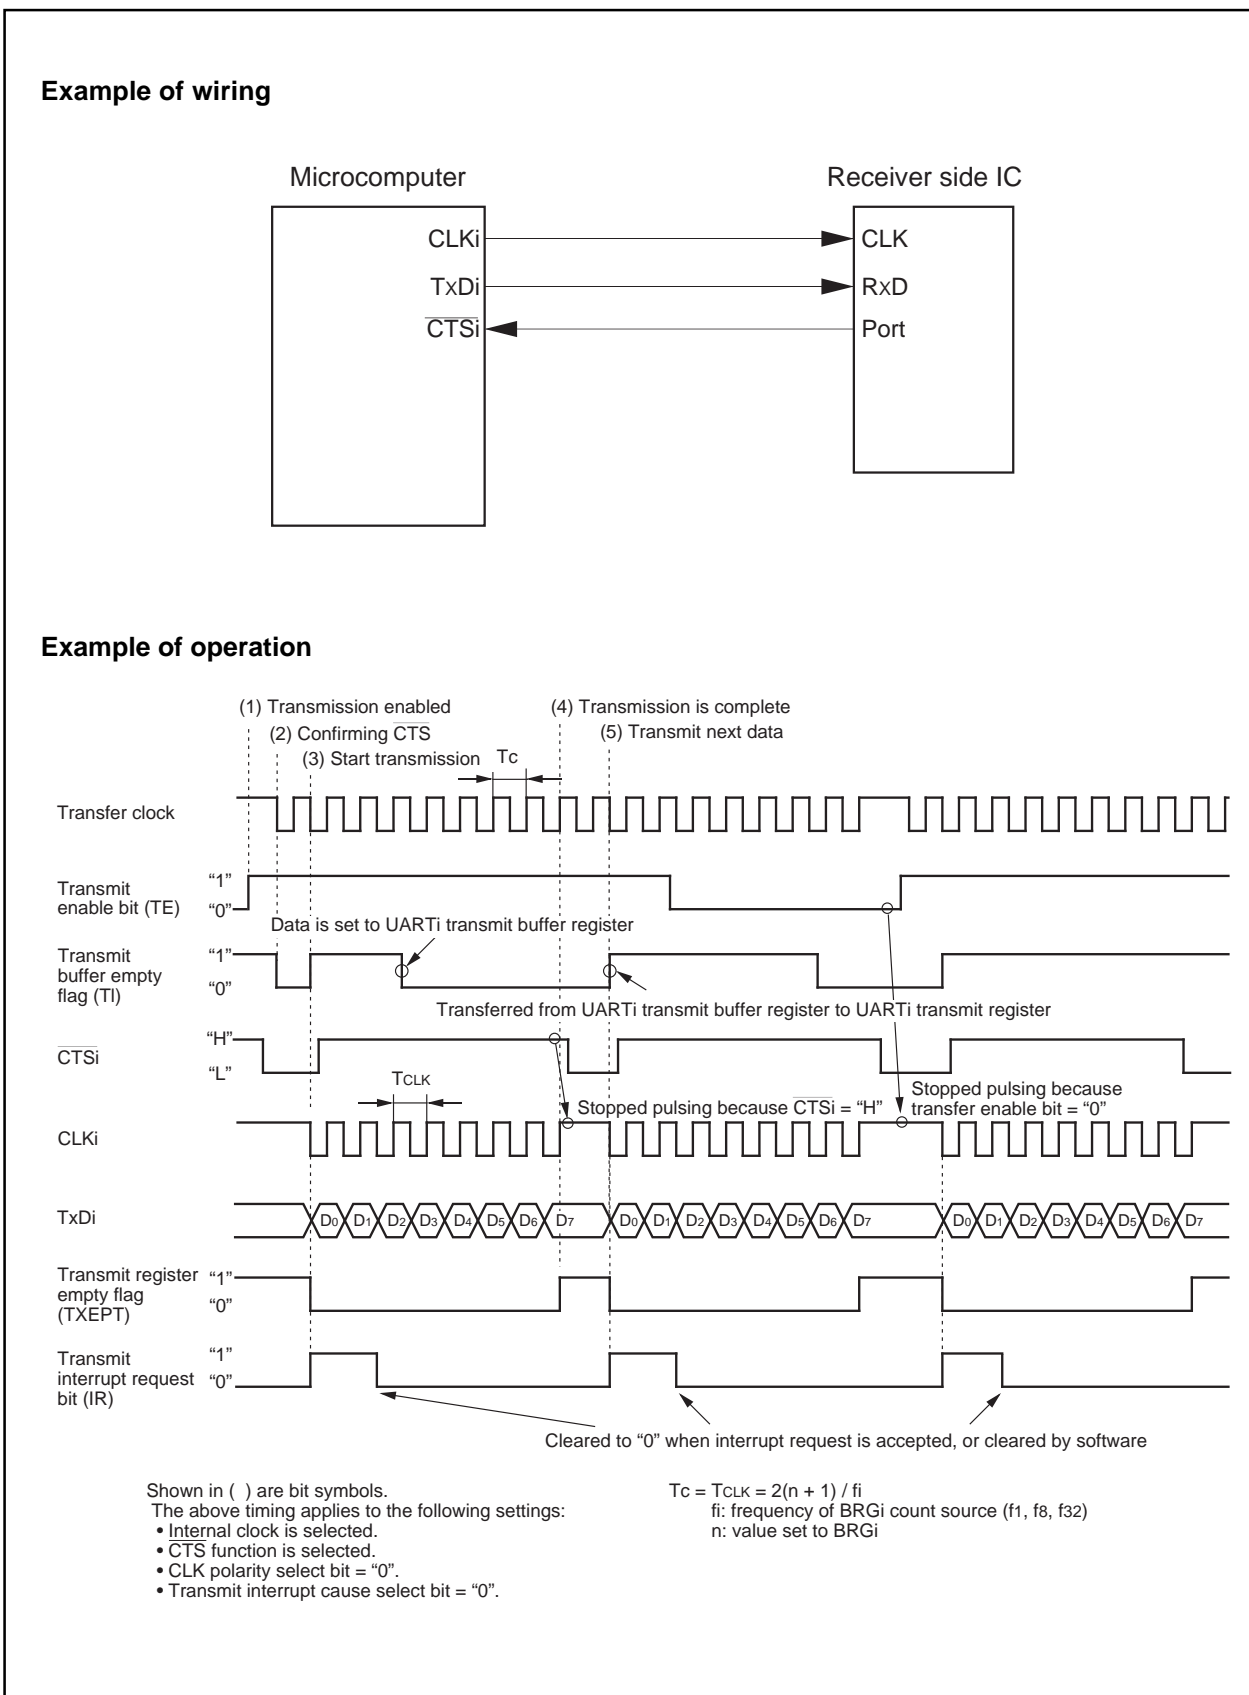 Example of wiring
Microcomputer
Receiver side IC
CLKi
CLK
TxDi
RxD
CTSi
Port
Example of operation
(1) Transmission enabled
(4) Transmission is complete
(2) Confirming CTS
(5) Transmit next data
(3) Start transmission
Tc
Transfer clock
Transmit
enable bit (TE)
“1”
“0”
Data is set to UARTi transmit buffer register
Transmit
buffer empty
flag (TI)
“1”
“0”
Transferred from UARTi transmit buffer register to UARTi transmit register
CTSi
“H”
“L”
TCLK
Stopped pulsing because CTSi = “H”
Stopped pulsing because
transfer enable bit = “0”
CLKi
TxDi
D0 D1 D2 D3 D4 D5 D6 D7 D0 D1 D2 D3 D4 D5 D6 D7 D0 D1 D2 D3 D4 D5 D6 D7
Transmit register
empty flag
(TXEPT)
“1”
“0”
Transmit
interrupt request
bit (IR)
“1”
“0”
Cleared to “0” when interrupt request is accepted, or cleared by software
Shown in ( ) are bit symbols.
The above timing applies to the following settings:
• Internal clock is selected.
• CTS function is selected.
• CLK polarity select bit = “0”.
• Transmit interrupt cause select bit = “0”.
Tc = TCLK = 2(n + 1) / fi
fi: frequency of BRGi count source (f1, f8, f32)
n: value set to BRGi